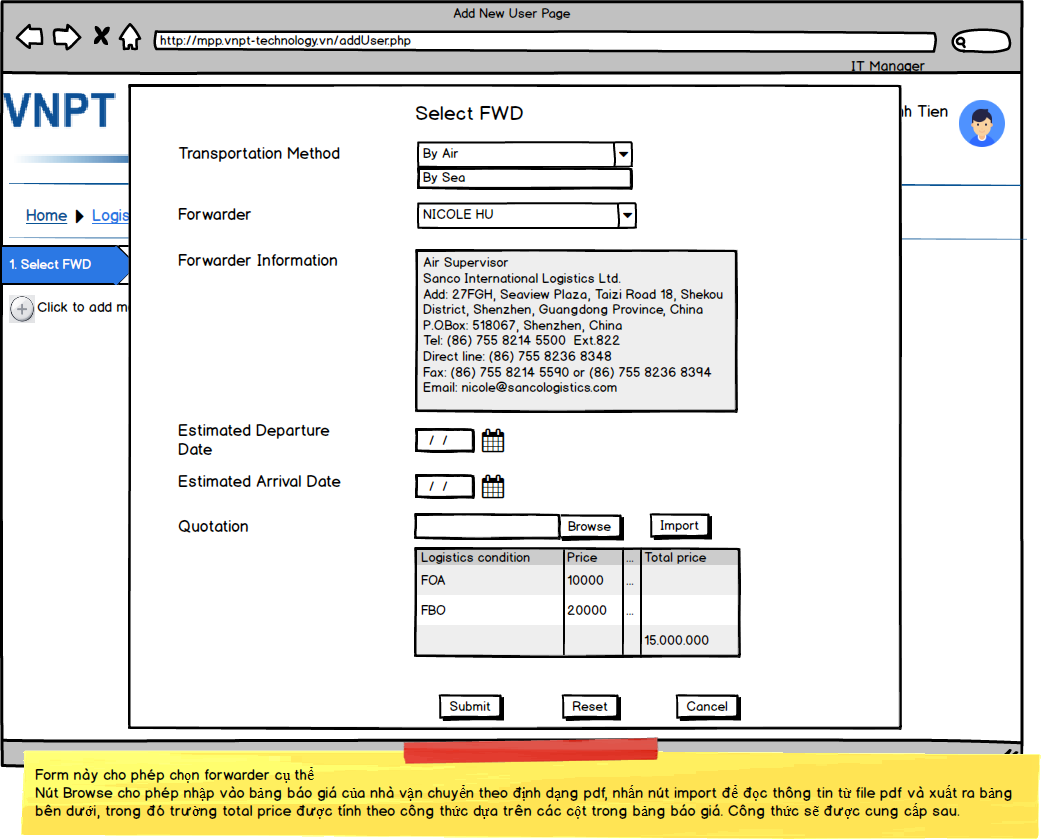 Add New User Page
http://mpp.vnpt-technology.vn/addUser.php
IT Manager
VNPT
nh Tien
Home Logis
1. Select FWD
Click to add m
Select FWD
Transportation Method
By Air
By Sea
Forwarder
NICOLE HU
Forwarder Information
Air Supervisor
Sanco International Logistics Ltd.
Add: 27FGH, Seaview Plaza, Taizi Road 18, Shekou
District, Shenzhen, Guangdong Province, China
P.O.Box: 518067, Shenzhen, China
Tel: (86) 755 8214 5500 Ext.822
Direct line: (86) 755 8236 8348
Fax: (86) 755 8214 5590 or (86) 755 8236 8394
Email: nicole@sancologistics.com
Estimated Departure
Date
/ /
Estimated Arrival Date
/ /
Quotation
Browse
Import
Logistics condition Price ... Total price
FOA 10000 ...
FBO 20000 ...
15.000.000
Submit
Reset
Cancel
Form này cho phép chọn forwarder cụ thể
Nút Browse cho phép nhập vào bảng báo giá của nhà vận chuyển theo định dạng pdf, nhấn nút import để đọc thông tin từ file pdf và xuất ra bảng
bên dưới, trong đó trường total price được tính theo công thức dựa trên các cột trong bảng báo giá. Công thức sẽ được cung cấp sau.